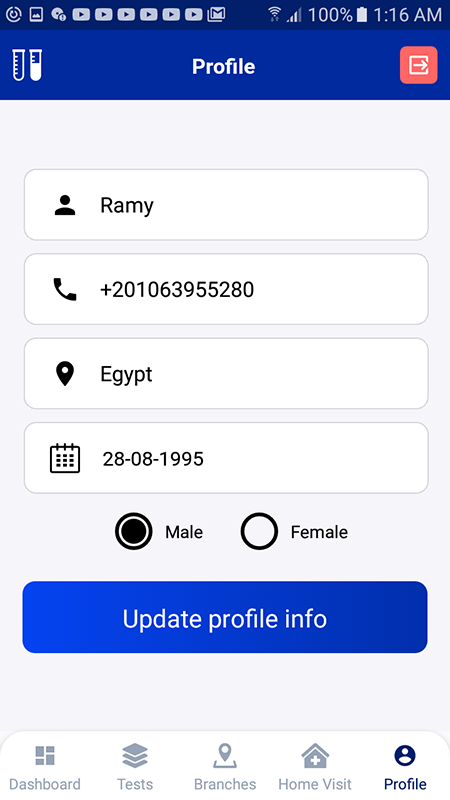 100% 1:16 AM
Profile
Ramy
+201063955280
Egypt
28-08-1995
Male Female
Update profile info
Dashboard Tests Branches Home Visit Profile